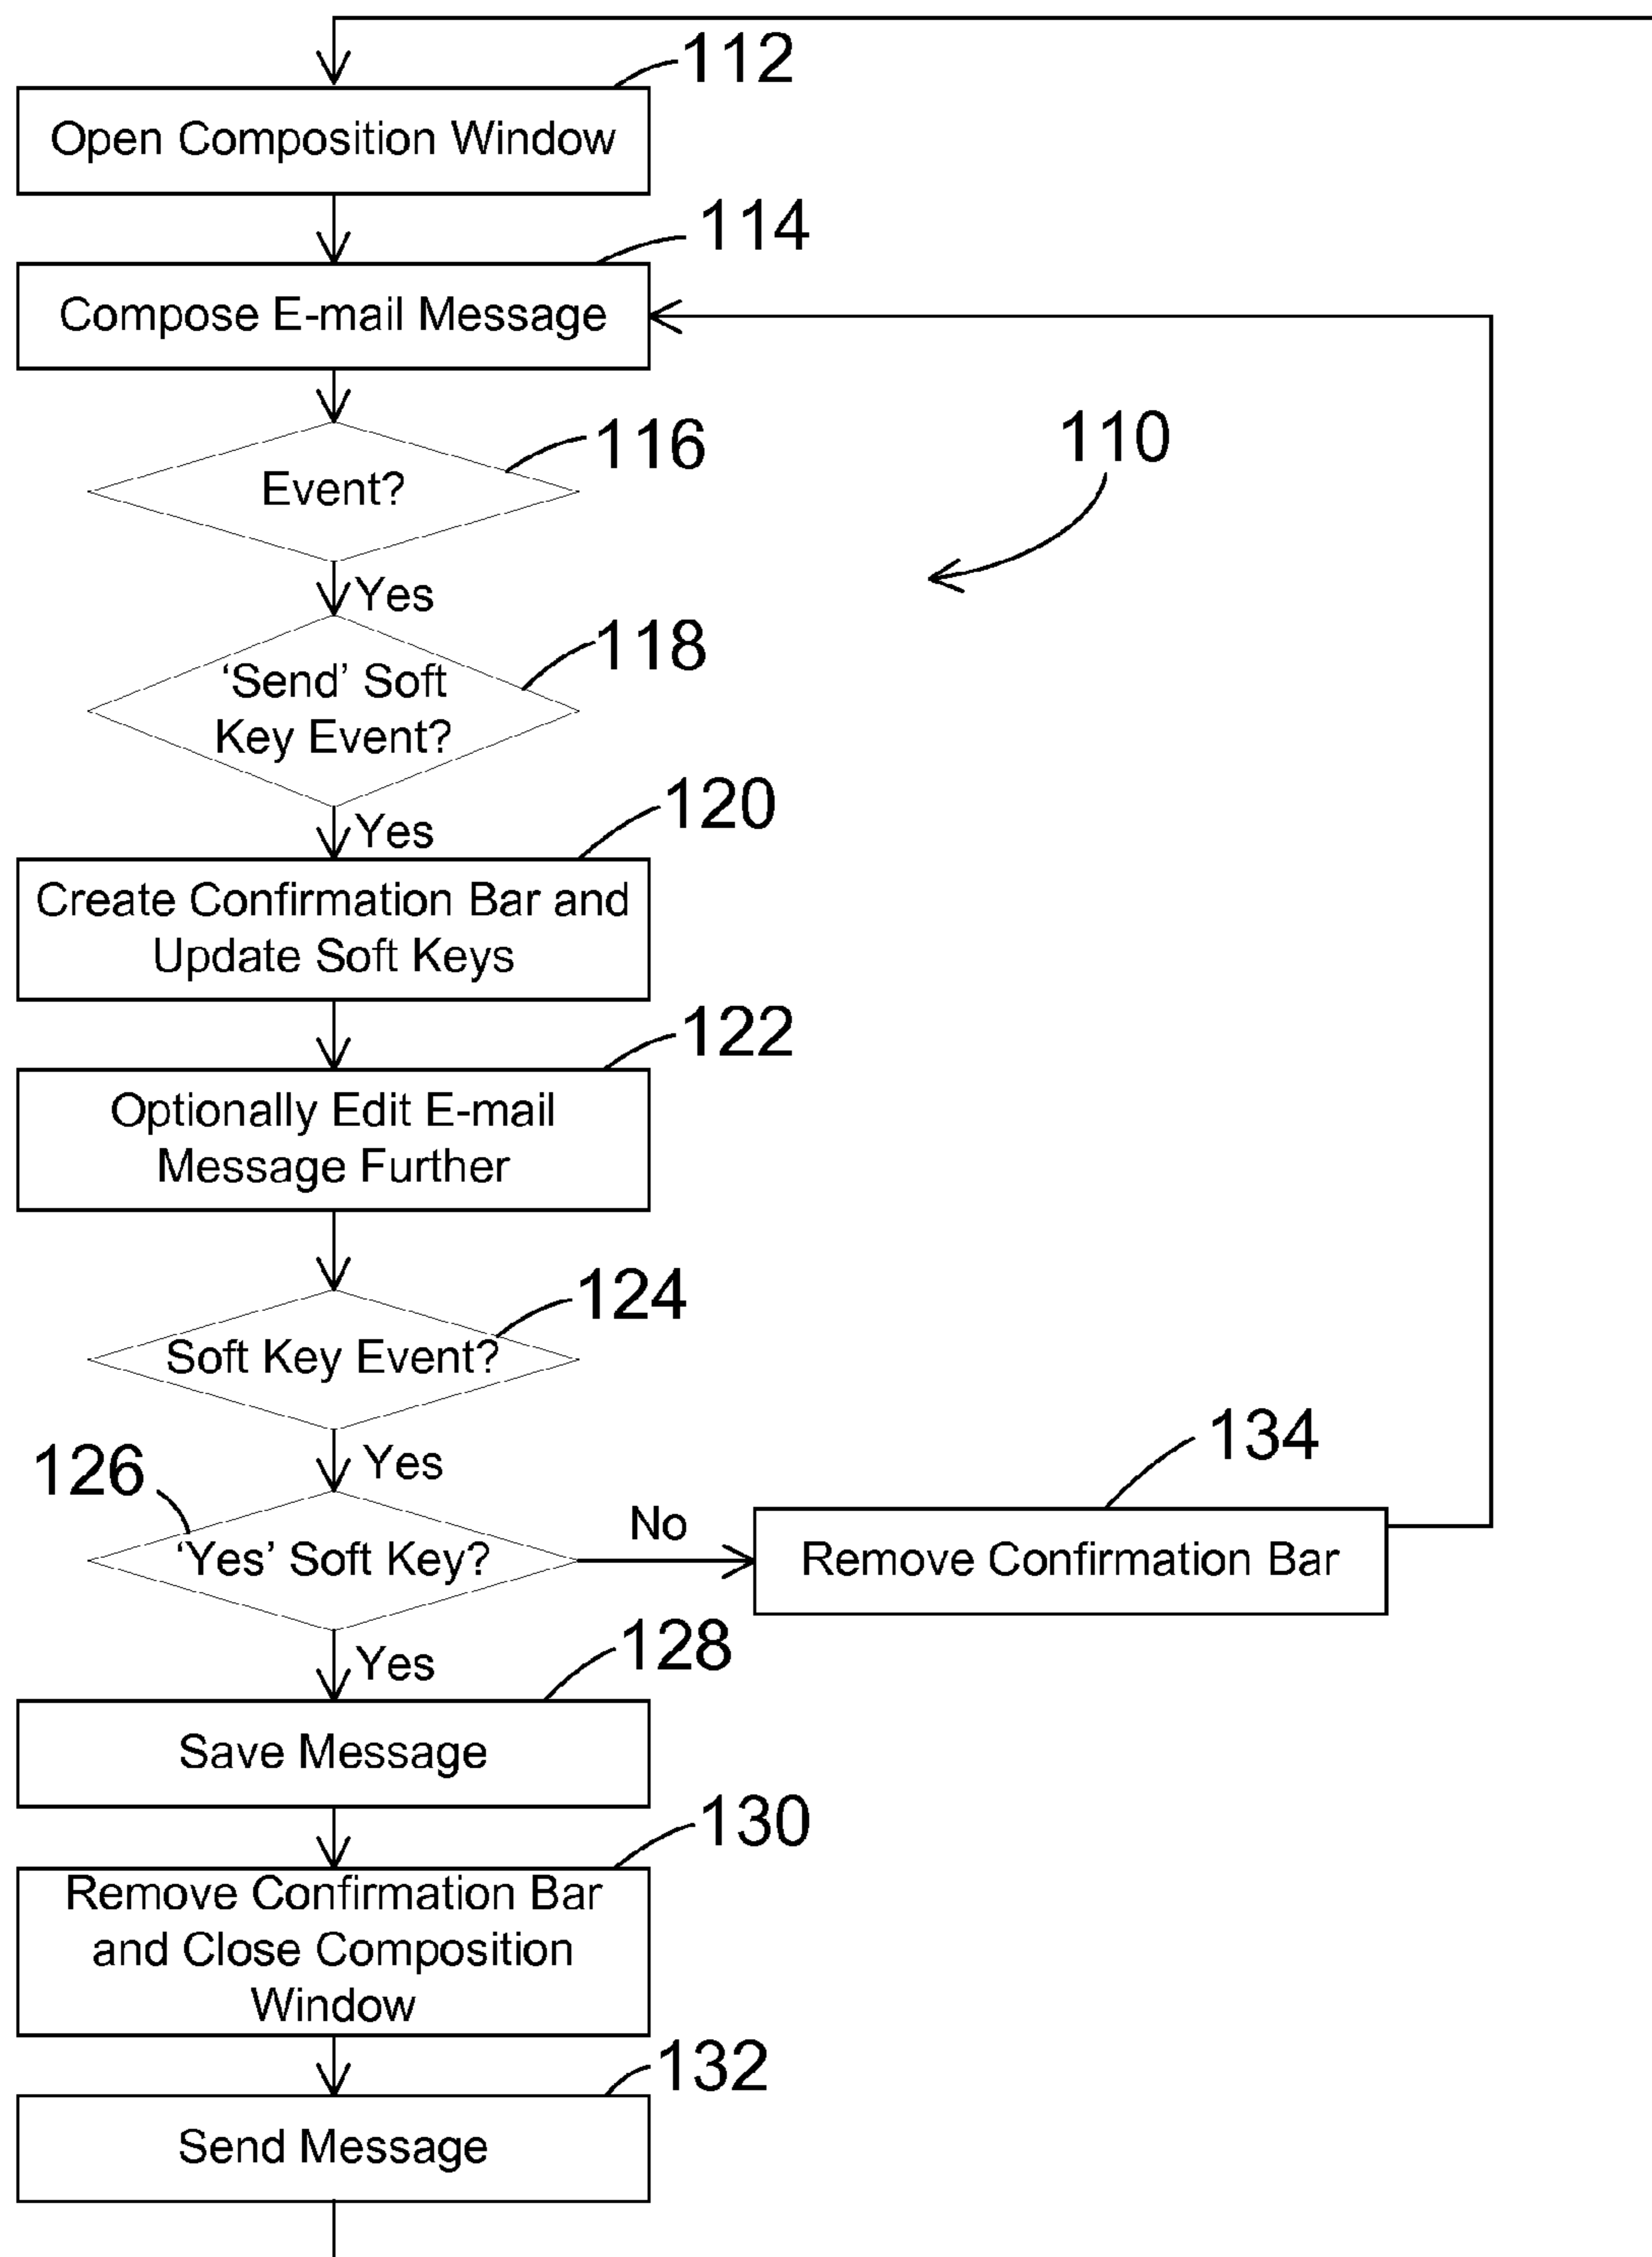 112
Open Composition Window
114
Compose E-mail Message
110
116
Event?
Yes
118
‘Send’ Soft
Key Event?
Yes
120
Create Confirmation Bar and
Update Soft Keys
122
Optionally Edit E-mail
Message Further
124
Soft Key Event?
Yes
126
‘Yes’ Soft Key?
No
134
Remove Confirmation Bar
Yes
128
Save Message
130
Remove Confirmation Bar
and Close Composition
Window
132
Send Message